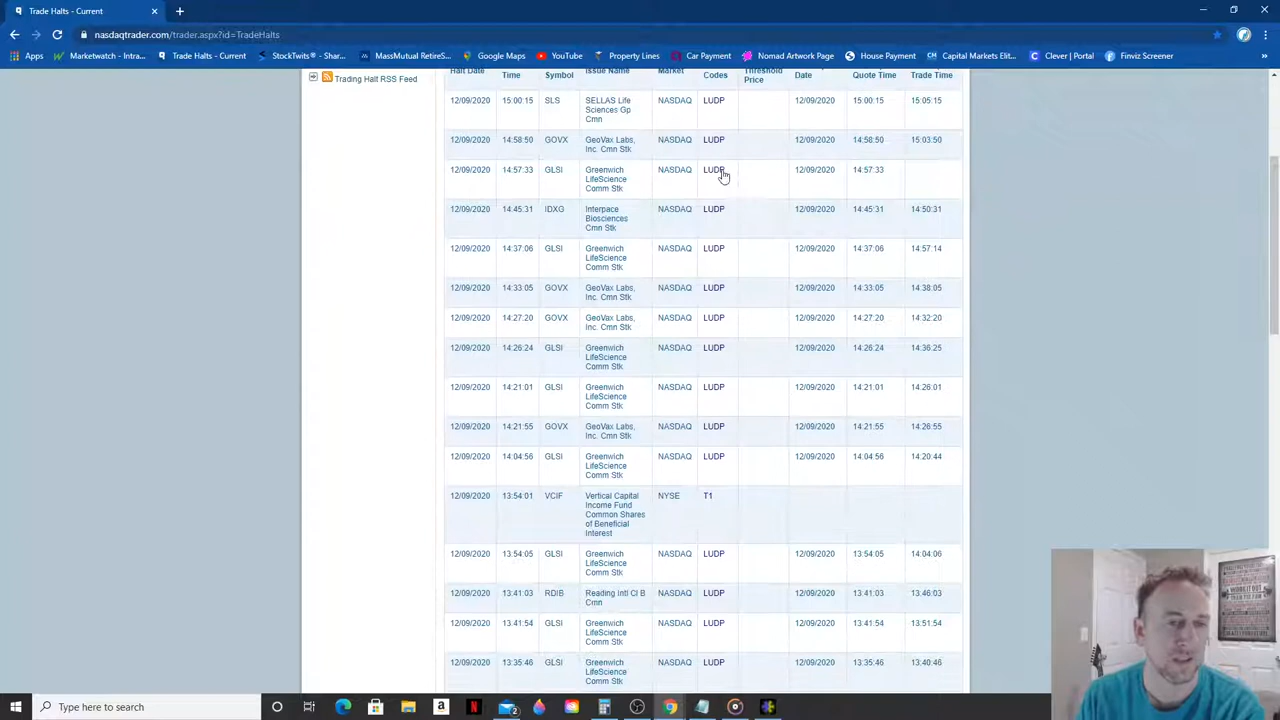 Trade Halts - Current
nasdaqtrader.com/trader.aspx?id=TradeHalts
Apps Marketwatch - Intra... Trade Halts - Current StockTwits® - Shar... MassMutual RetireS... Google Maps YouTube Property Lines Car Payment Nomad Artwork Page House Payment Capital Markets Elit... Clever | Portal Finviz Screener
Trading Halt RSS Feed
Halt Date Time Symbol Issue Name Market Codes Threshold Price Date Quote Time Trade Time
12/09/2020 15:00:15 SLS SELLAS Life NASDAQ LUDP 12/09/2020 15:00:15 15:05:15
Sciences Gp
Cmn
12/09/2020 14:58:50 GOVX GeoVax Labs, NASDAQ LUDP 12/09/2020 14:58:50 15:03:50
Inc. Cmn Stk
12/09/2020 14:57:33 GLSI Greenwich NASDAQ LUDP 12/09/2020 14:57:33
LifeScience
Comm Stk
12/09/2020 14:45:31 IDXG Interpace NASDAQ LUDP 12/09/2020 14:45:31 14:50:31
Biosciences
Cmn Stk
12/09/2020 14:37:06 GLSI Greenwich NASDAQ LUDP 12/09/2020 14:37:06 14:57:14
LifeScience
Comm Stk
12/09/2020 14:33:05 GOVX GeoVax Labs, NASDAQ LUDP 12/09/2020 14:33:05 14:38:05
Inc. Cmn Stk
12/09/2020 14:27:20 GOVX GeoVax Labs, NASDAQ LUDP 12/09/2020 14:27:20 14:32:20
Inc. Cmn Stk
12/09/2020 14:26:24 GLSI Greenwich NASDAQ LUDP 12/09/2020 14:26:24 14:36:25
LifeScience
Comm Stk
12/09/2020 14:21:01 GLSI Greenwich NASDAQ LUDP 12/09/2020 14:21:01 14:26:01
LifeScience
Comm Stk
12/09/2020 14:21:55 GOVX GeoVax Labs, NASDAQ LUDP 12/09/2020 14:21:55 14:26:55
Inc. Cmn Stk
12/09/2020 14:04:56 GLSI Greenwich NASDAQ LUDP 12/09/2020 14:04:56 14:20:44
LifeScience
Comm Stk
12/09/2020 13:54:01 VCIF Vertical Capital NYSE T1
Income Fund
Common Shares
of Beneficial
Interest
12/09/2020 13:54:05 GLSI Greenwich NASDAQ LUDP 12/09/2020 13:54:05 14:04:06
LifeScience
Comm Stk
12/09/2020 13:41:03 RDIB Reading Intl Cl B NASDAQ LUDP 12/09/2020 13:41:03 13:46:03
Cmn
12/09/2020 13:41:54 GLSI Greenwich NASDAQ LUDP 12/09/2020 13:41:54 13:51:54
LifeScience
Comm Stk
12/09/2020 13:35:46 GLSI Greenwich NASDAQ LUDP 12/09/2020 13:35:46 13:40:46
LifeScience
Comm Stk
Type here to search